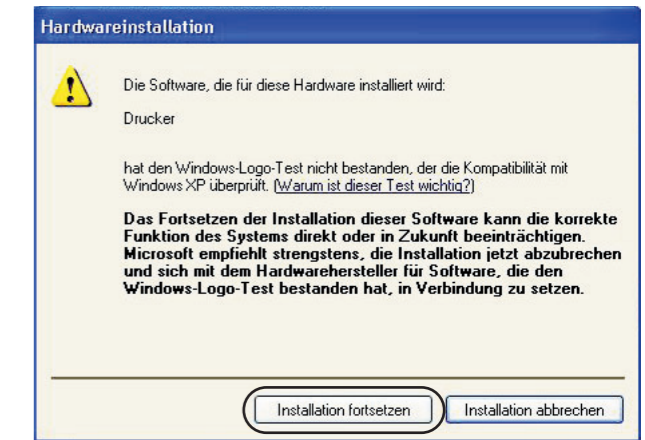 Hardwareinstallation
Die Software, die für diese Hardware installiert wird:
Drucker
hat den Windows-Logo-Test nicht bestanden, der die Kompatibilität mit
Windows XP überprüft. (Warum ist dieser Test wichtig?)
Das Fortsetzen der Installation dieser Software kann die korrekte
Funktion des Systems direkt oder in Zukunft beeinträchtigen.
Microsoft empfiehlt strengstens, die Installation jetzt abzubrechen
und sich mit dem Hardwarehersteller für Software, die den
Windows-Logo-Test bestanden hat, in Verbindung zu setzen.
Installation fortsetzen Installation abbrechen